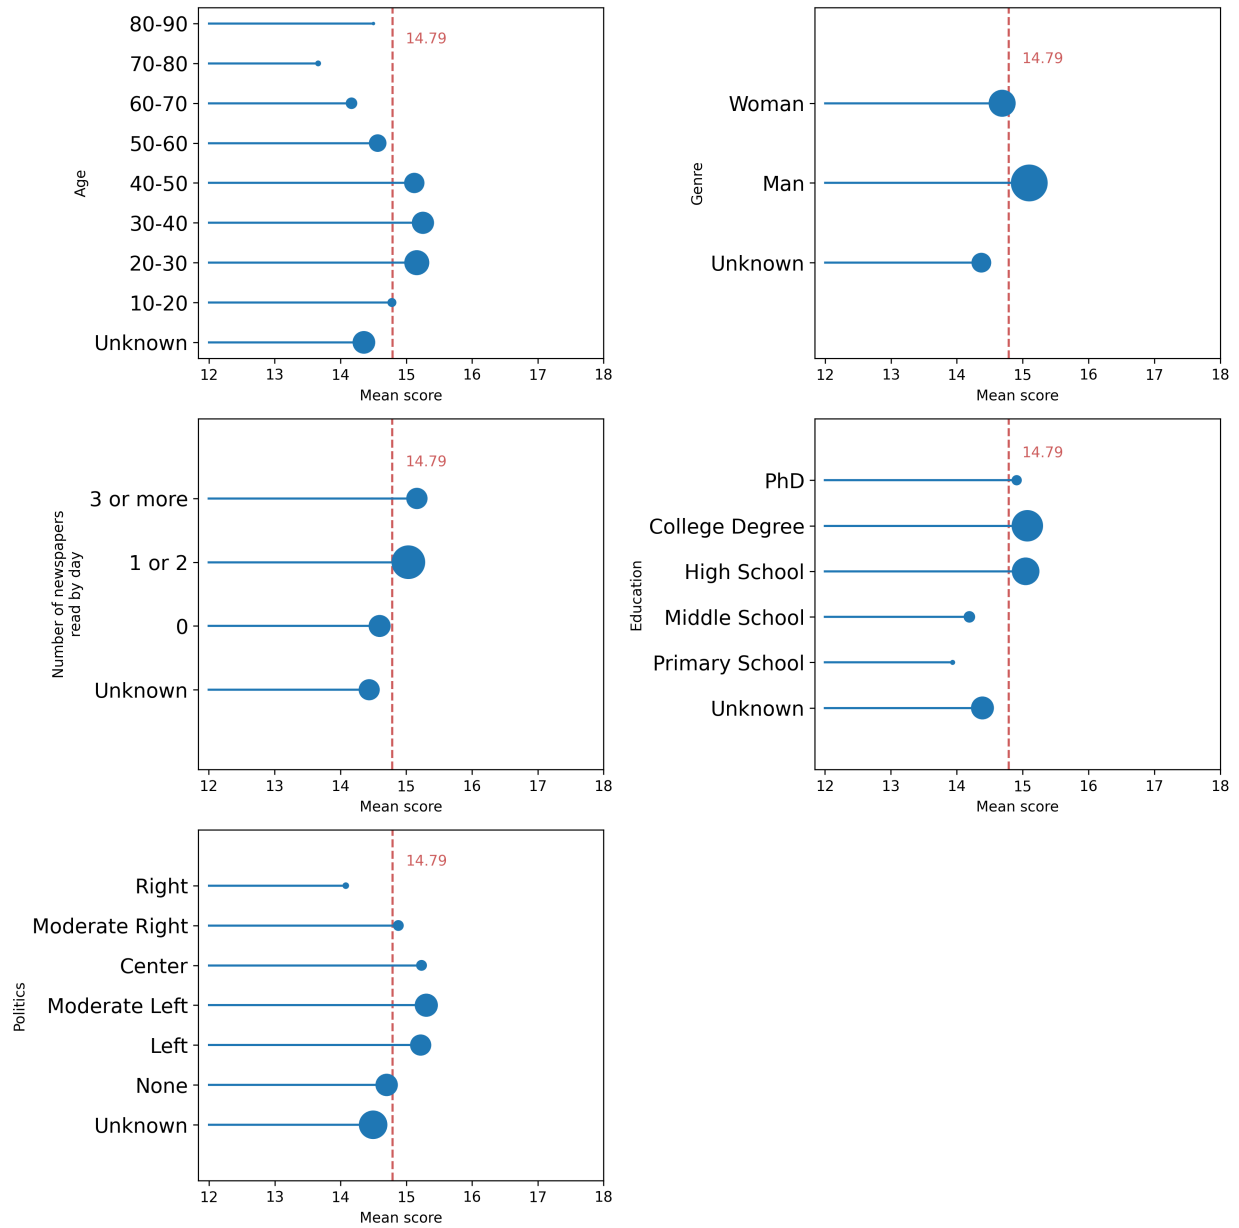 80-90
70-80
60-70
50-60
40-50
30-40
20-30
10-20
Unknown
Age
14.79
12 13 14 15 16 17 18
Mean score
Woman
Man
Unknown
Genre
14.79
12 13 14 15 16 17 18
Mean score
3 or more
1 or 2
0
Unknown
Number of newspapers
read by day
14.79
12 13 14 15 16 17 18
Mean score
PhD
College Degree
High School
Middle School
Primary School
Unknown
Education
14.79
12 13 14 15 16 17 18
Mean score
Right
Moderate Right
Center
Moderate Left
Left
None
Unknown
Politics
14.79
12 13 14 15 16 17 18
Mean score